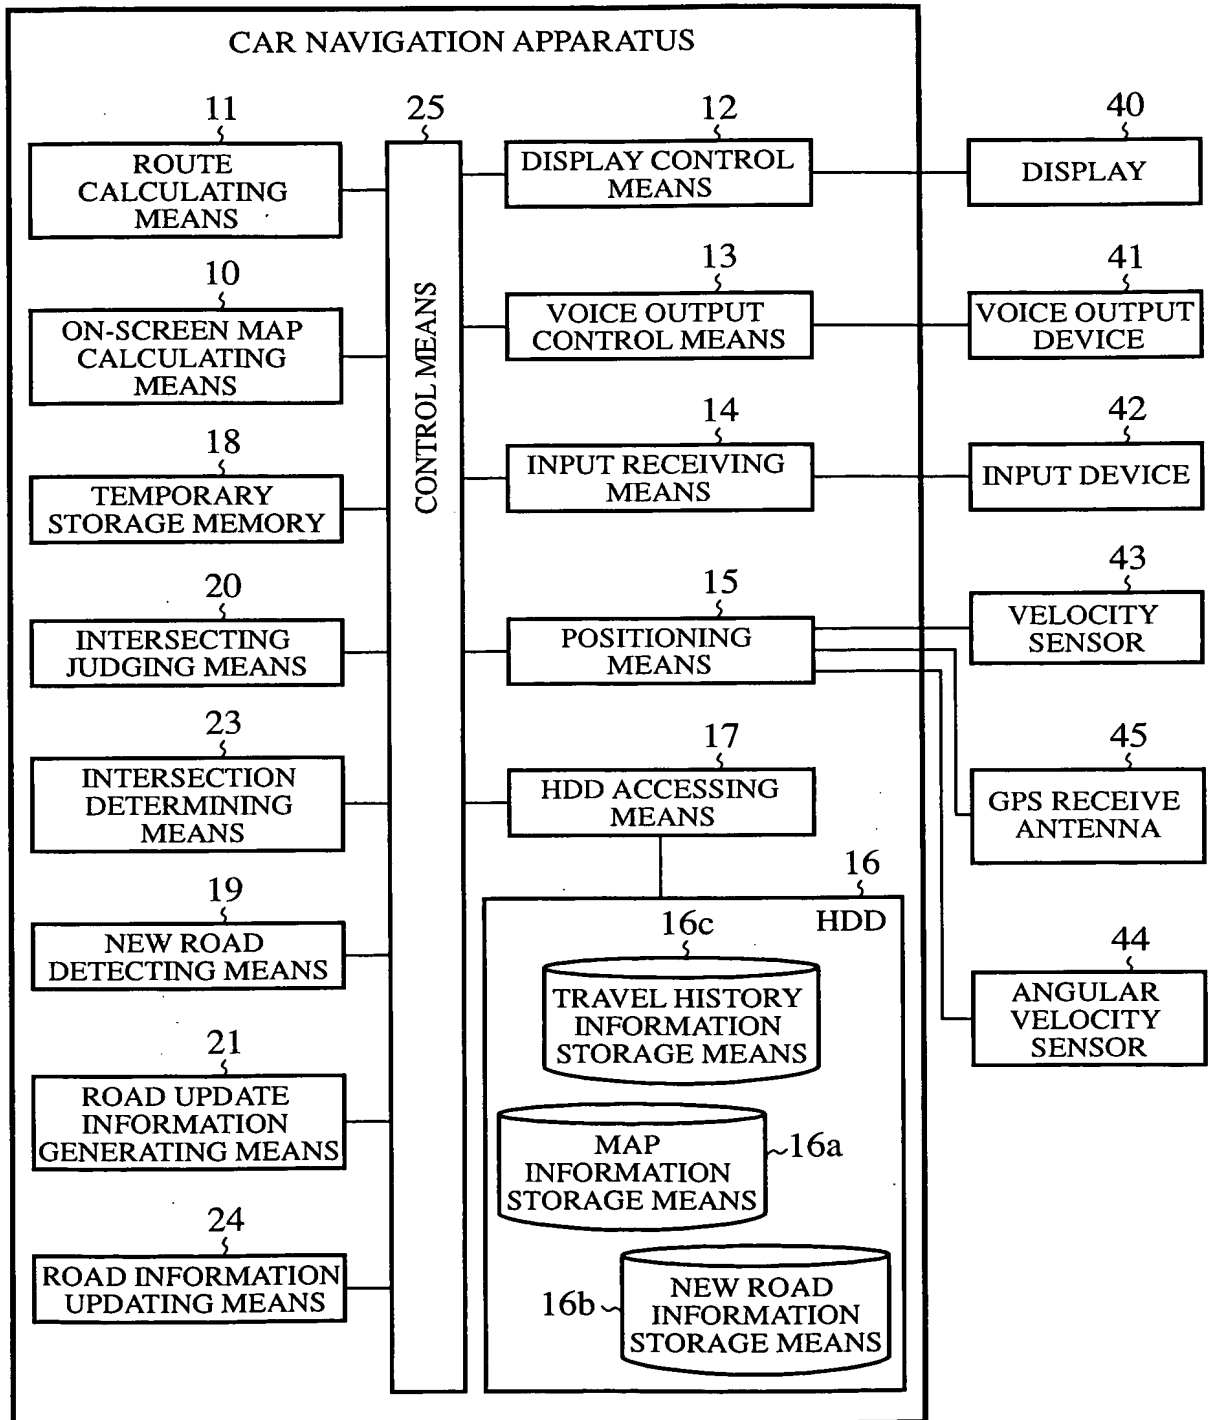 CAR NAVIGATION APPARATUS
11
ROUTE
CALCULATING
MEANS
10
ON-SCREEN MAP
CALCULATING
MEANS
18
TEMPORARY
STORAGE MEMORY
20
INTERSECTING
JUDGING MEANS
23
INTERSECTION
DETERMINING
MEANS
19
NEW ROAD
DETECTING MEANS
21
ROAD UPDATE
INFORMATION
GENERATING MEANS
24
ROAD INFORMATION
UPDATING MEANS
25
CONTROL MEANS
12
DISPLAY CONTROL
MEANS
13
VOICE OUTPUT
CONTROL MEANS
14
INPUT RECEIVING
MEANS
15
POSITIONING
MEANS
17
HDD ACCESSING
MEANS
16
HDD
16c
TRAVEL HISTORY
INFORMATION
STORAGE MEANS
MAP
INFORMATION
STORAGE MEANS
16a
16b
NEW ROAD
INFORMATION
STORAGE MEANS
40
DISPLAY
41
VOICE OUTPUT
DEVICE
42
INPUT DEVICE
43
VELOCITY
SENSOR
45
GPS RECEIVE
ANTENNA
44
ANGULAR
VELOCITY
SENSOR